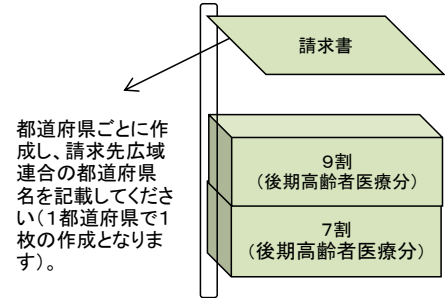 請求書
都道府県ごとに作
成し、請求先広域
連合の都道府県
名を記載してくださ
い(1都道府県で1
枚の作成となりま
す)。
9割
(後期高齢者医療分)
7割
(後期高齢者医療分)